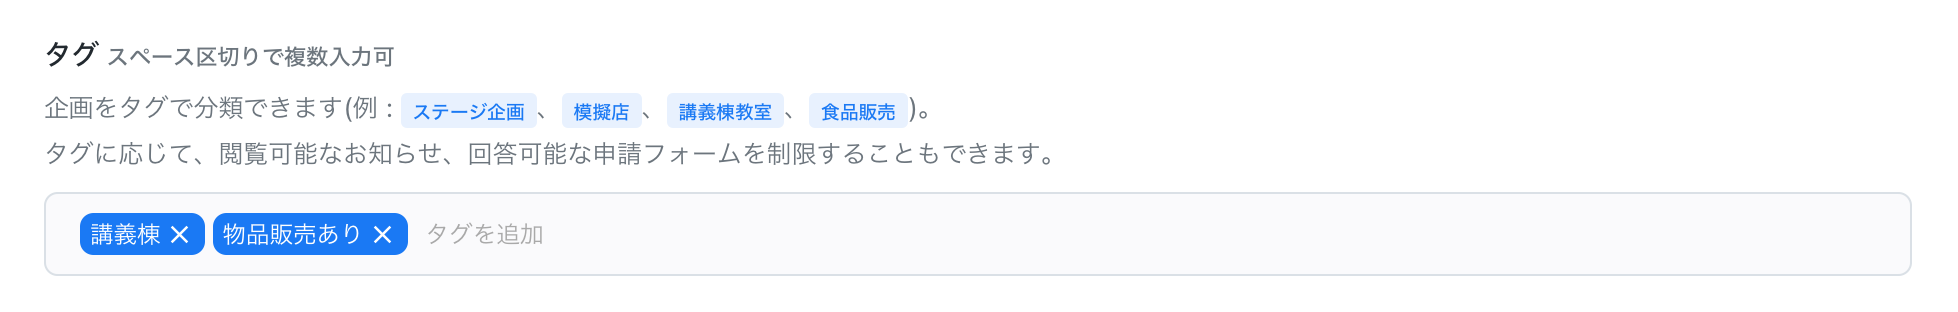 タグ スペース区切りで複数入力可
企画をタグで分類できます(例：ステージ企画、模擬店、講義棟教室、食品販売)。
タグに応じて、閲覧可能なお知らせ、回答可能な申請フォームを制限することもできます。
講義棟 × 物品販売あり × タグを追加